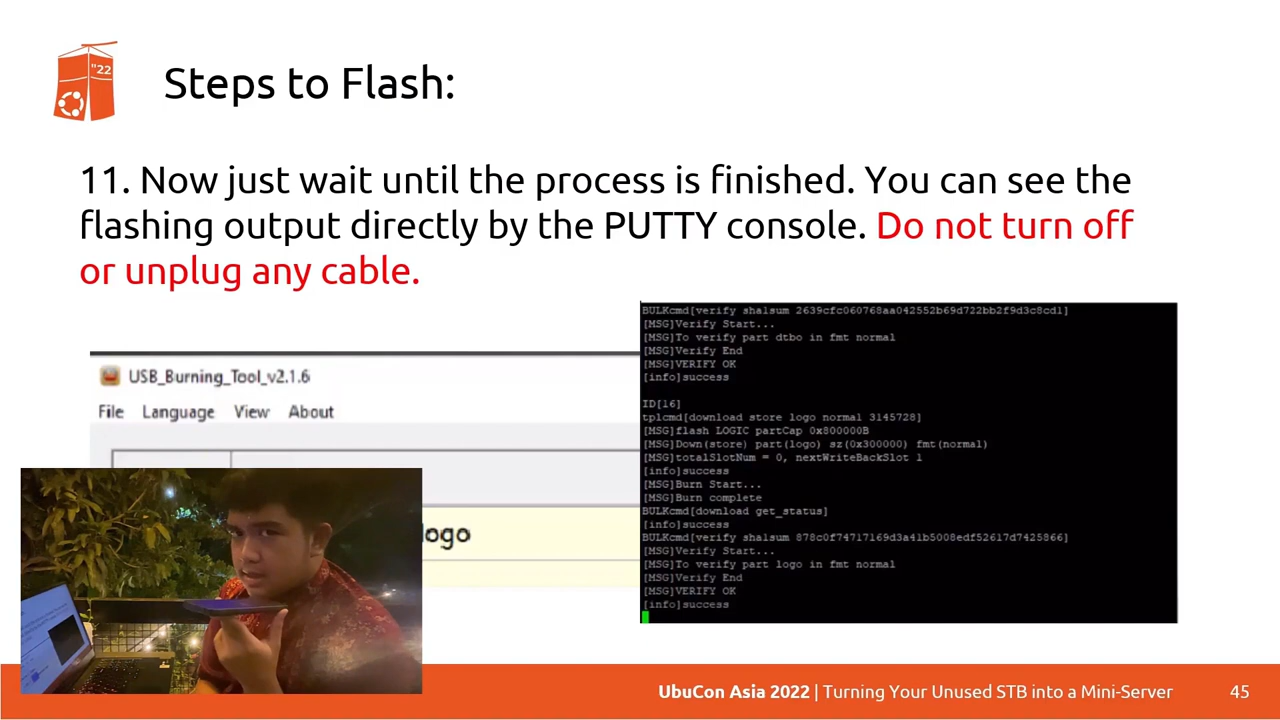 "22
Steps to Flash:
11. Now just wait until the process is finished. You can see the
flashing output directly by the PUTTY console. Do not turn off
or unplug any cable.
USB_Burning_Tool_v2.1.6
File Language View About
logo
BULKcmd[verify sha1sum 2639cfc060768aa042552b69d722bb2f9d3c8cd1]
[MSG]Verify Start...
[MSG]To verify part dtbo in fmt normal
[MSG]Verify End
[MSG]VERIFY OK
[info]success
ID[16]
tplcmd[download store logo normal 3145728]
[MSG]flash LOGIC partCap 0x800000B
[MSG]Down(store) part(logo) sz(0x300000) fmt(normal)
[MSG]totalSlotNum = 0, nextWriteBackSlot 1
[info]success
[MSG]Burn Start...
[MSG]Burn complete
BULKcmd[download get_status]
[info]success
BULKcmd[verify sha1sum 878c0f74717169d3a41b5008edf52617d7425866]
[MSG]Verify Start...
[MSG]To verify part logo in fmt normal
[MSG]Verify End
[MSG]VERIFY OK
[info]success
UbuCon Asia 2022 | Turning Your Unused STB into a Mini-Server 45